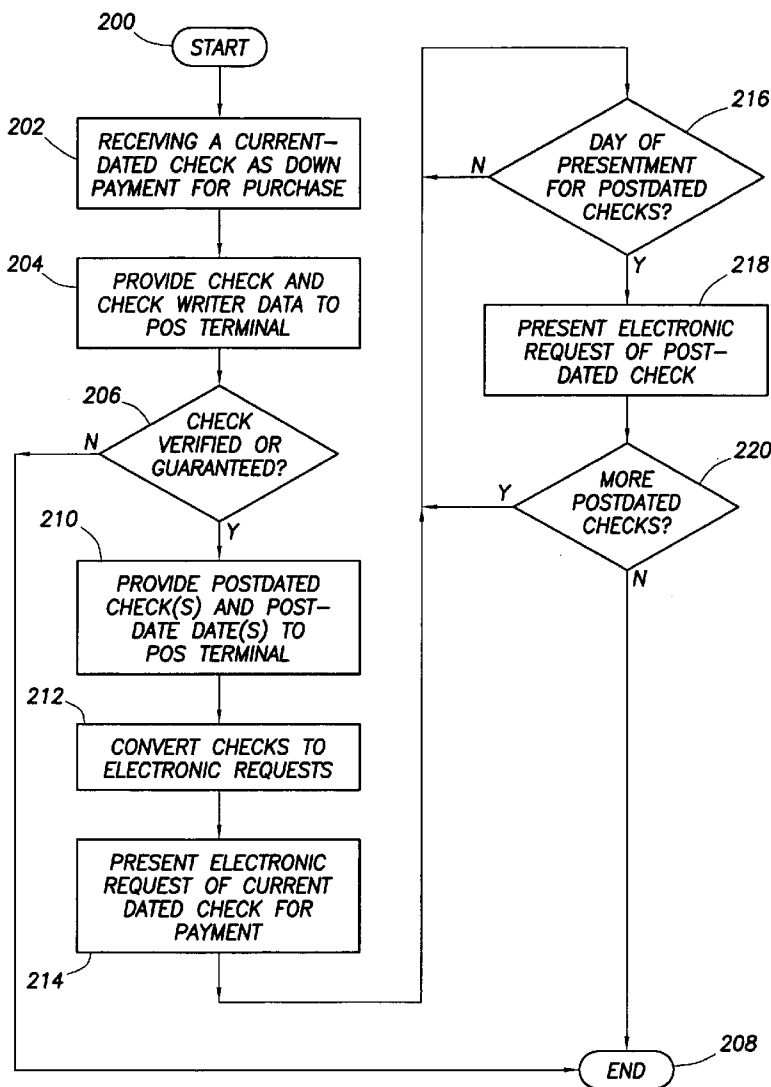 200
START
202
RECEIVING A CURRENT-
DATED CHECK AS DOWN
PAYMENT FOR PURCHASE
204
PROVIDE CHECK AND
CHECK WRITER DATA TO
POS TERMINAL
206
CHECK
VERIFIED OR
GUARANTEED?
N
Y
210
PROVIDE POSTDATED
CHECK(S) AND POST-
DATE DATE(S) TO
POS TERMINAL
212
CONVERT CHECKS TO
ELECTRONIC REQUESTS
PRESENT ELECTRONIC
REQUEST OF CURRENT
DATED CHECK FOR
PAYMENT
214
216
DAY OF
PRESENTMENT
FOR POSTDATED
CHECKS?
N
Y
218
PRESENT ELECTRONIC
REQUEST OF POST-
DATED CHECK
220
MORE
POSTDATED
CHECKS?
Y
N
208
END